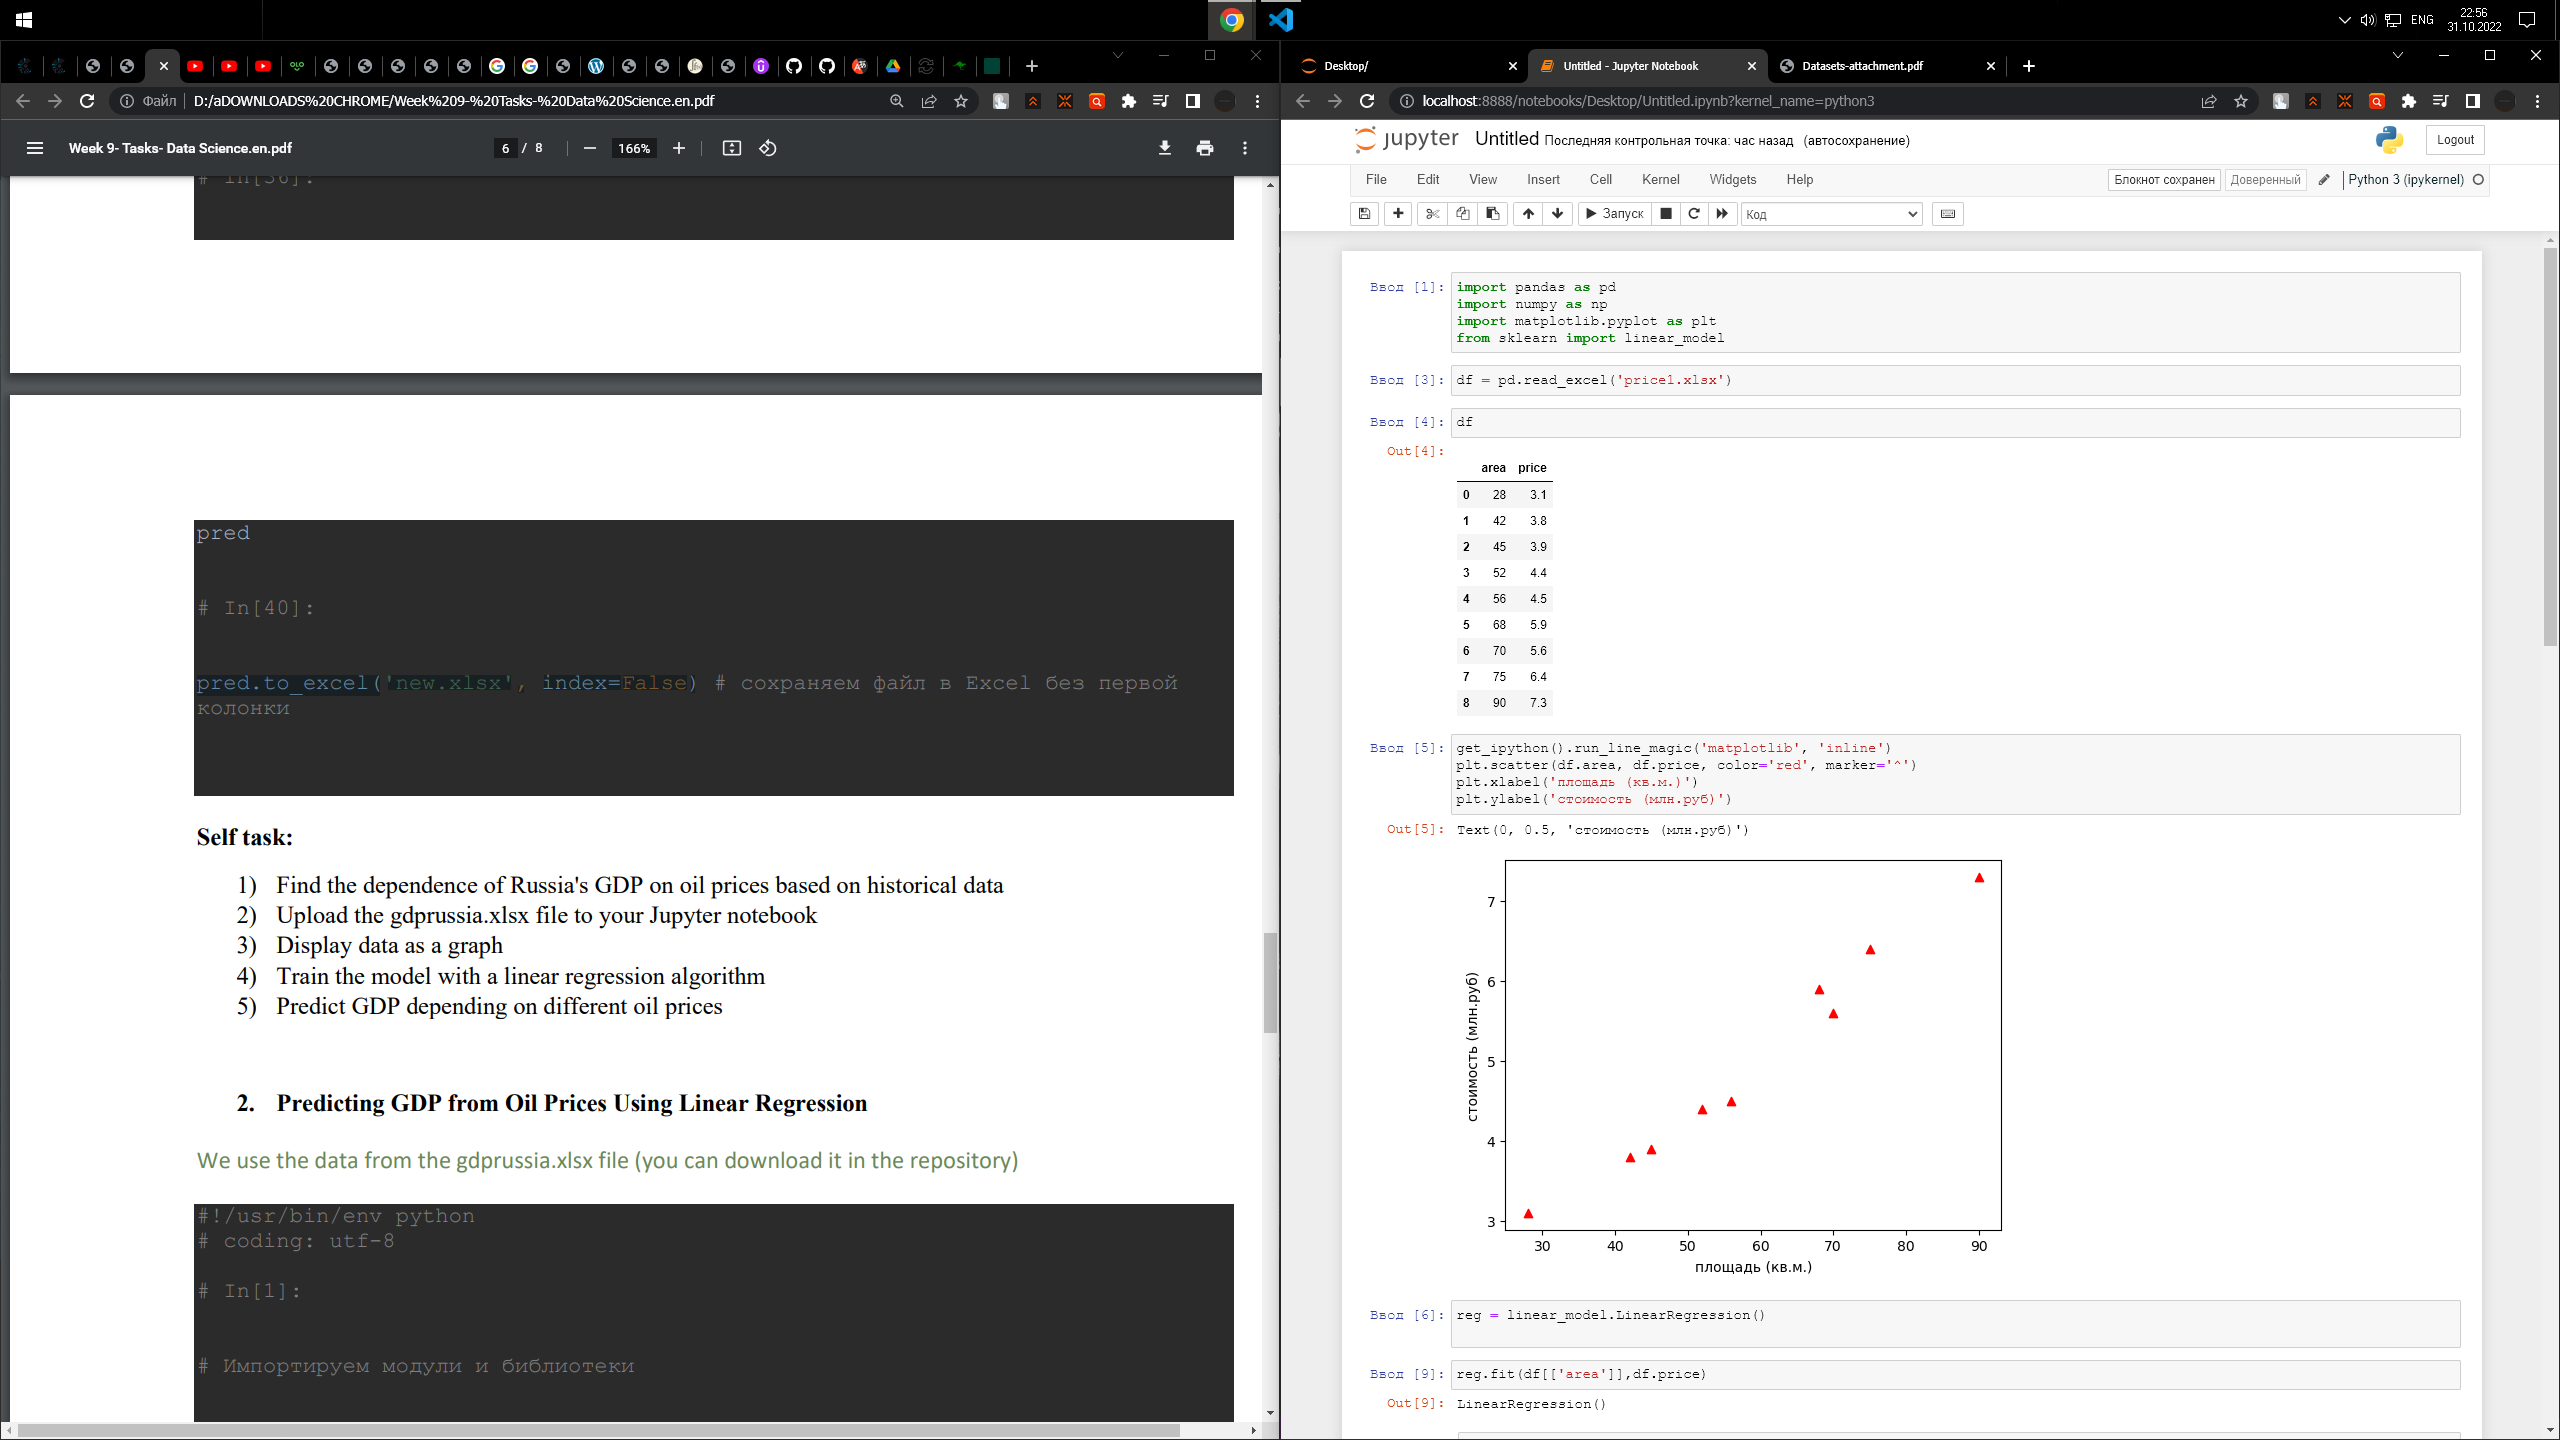 22:56
ENG
31.10.2022
Файл
D:/aDOWNLOADS%20CHROME/Week%209-%20Tasks-%20Data%20Science.en.pdf
Week 9- Tasks- Data Science.en.pdf
6 / 8
166%
# In[36]:
pred
# In[40]:
pred.to_excel('new.xlsx', index=False) # сохраняем файл в Excel без первой
колонки
Self task:
1) Find the dependence of Russia's GDP on oil prices based on historical data
2) Upload the gdprussia.xlsx file to your Jupyter notebook
3) Display data as a graph
4) Train the model with a linear regression algorithm
5) Predict GDP depending on different oil prices
2. Predicting GDP from Oil Prices Using Linear Regression
We use the data from the gdprussia.xlsx file (you can download it in the repository)
#!/usr/bin/env python
# coding: utf-8
# In[1]:
# Импортируем модули и библиотеки
Desktop/
Untitled - Jupyter Notebook
Datasets-attachment.pdf
localhost:8888/notebooks/Desktop/Untitled.ipynb?kernel_name=python3
jupyter Untitled Последняя контрольная точка: час назад (автосохранение)
Logout
File Edit View Insert Cell Kernel Widgets Help
Блокнот сохранен Доверенный Python 3 (ipykernel)
Запуск
Код
Ввод [1]: import pandas as pd
import numpy as np
import matplotlib.pyplot as plt
from sklearn import linear_model
Ввод [3]: df = pd.read_excel('price1.xlsx')
Ввод [4]: df
Out[4]:
area price
0 28 3.1
1 42 3.8
2 45 3.9
3 52 4.4
4 56 4.5
5 68 5.9
6 70 5.6
7 75 6.4
8 90 7.3
Ввод [5]: get_ipython().run_line_magic('matplotlib', 'inline')
plt.scatter(df.area, df.price, color='red', marker='^')
plt.xlabel('площадь (кв.м.)')
plt.ylabel('стоимость (млн.руб)')
Out[5]: Text(0, 0.5, 'стоимость (млн.руб)')
7
6
5
4
3
стоимость (млн.руб)
30 40 50 60 70 80 90
площадь (кв.м.)
Ввод [6]: reg = linear_model.LinearRegression()
Ввод [9]: reg.fit(df[['area']],df.price)
Out[9]: LinearRegression()